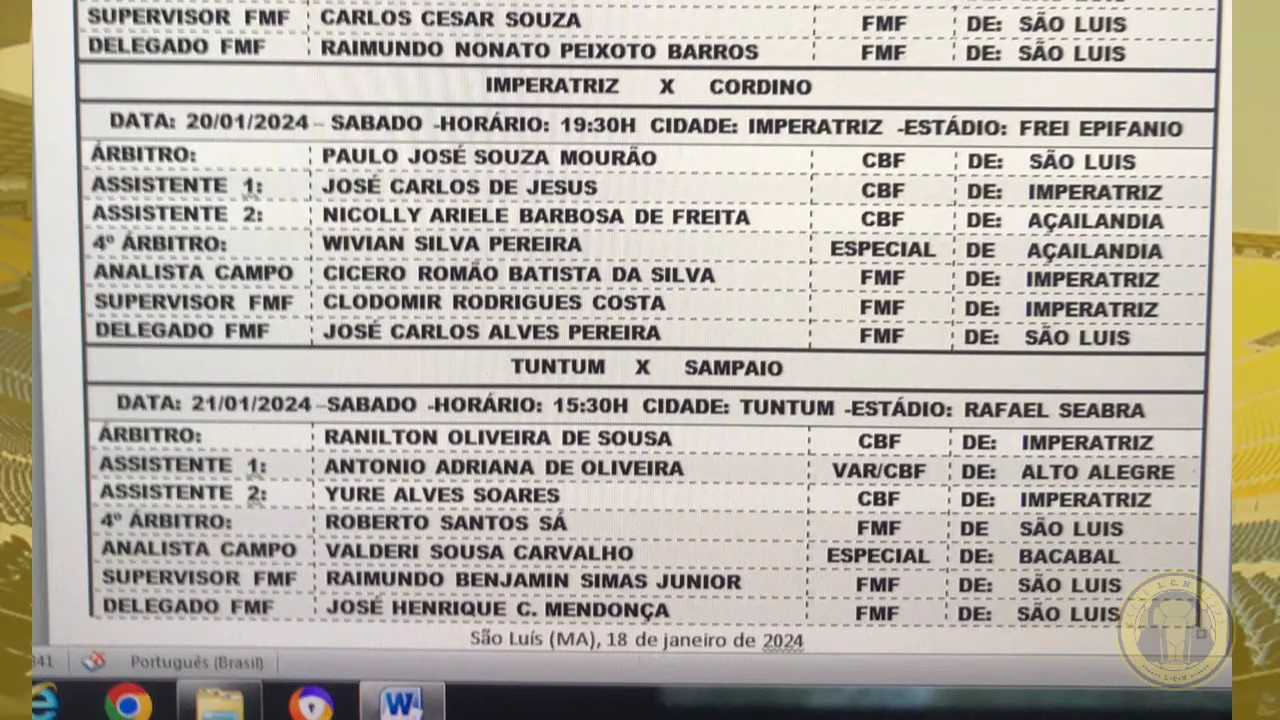 SUPERVISOR FMF CARLOS CESAR SOUZA FMF DE: SÃO LUIS
DELEGADO FMF RAIMUNDO NONATO PEIXOTO BARROS FMF DE: SÃO LUIS
IMPERATRIZ X CORDINO
DATA: 20/01/2024 – SABADO -HORÁRIO: 19:30H CIDADE: IMPERATRIZ -ESTÁDIO: FREI EPIFANIO
ÁRBITRO: PAULO JOSÉ SOUZA MOURÃO CBF DE: SÃO LUIS
ASSISTENTE 1: JOSÉ CARLOS DE JESUS CBF DE: IMPERATRIZ
ASSISTENTE 2: NICOLLY ARIELE BARBOSA DE FREITA CBF DE: AÇAILANDIA
4º ÁRBITRO: WIVIAN SILVA PEREIRA ESPECIAL DE AÇAILANDIA
ANALISTA CAMPO CICERO ROMÃO BATISTA DA SILVA FMF DE: IMPERATRIZ
SUPERVISOR FMF CLODOMIR RODRIGUES COSTA FMF DE: IMPERATRIZ
DELEGADO FMF JOSÉ CARLOS ALVES PEREIRA FMF DE: SÃO LUIS
TUNTUM X SAMPAIO
DATA: 21/01/2024 –SABADO -HORÁRIO: 15:30H CIDADE: TUNTUM -ESTÁDIO: RAFAEL SEABRA
ÁRBITRO: RANILTON OLIVEIRA DE SOUSA CBF DE: IMPERATRIZ
ASSISTENTE 1: ANTONIO ADRIANA DE OLIVEIRA VAR/CBF DE: ALTO ALEGRE
ASSISTENTE 2: YURE ALVES SOARES CBF DE: IMPERATRIZ
4º ÁRBITRO: ROBERTO SANTOS SÁ FMF DE SÃO LUIS
ANALISTA CAMPO VALDERI SOUSA CARVALHO ESPECIAL DE: BACABAL
SUPERVISOR FMF RAIMUNDO BENJAMIN SIMAS JUNIOR FMF DE: SÃO LUIS
DELEGADO FMF JOSÉ HENRIQUE C. MENDONÇA FMF DE: SÃO LUIS
São Luís (MA), 18 de janeiro de 2024
341 Português (Brasil)